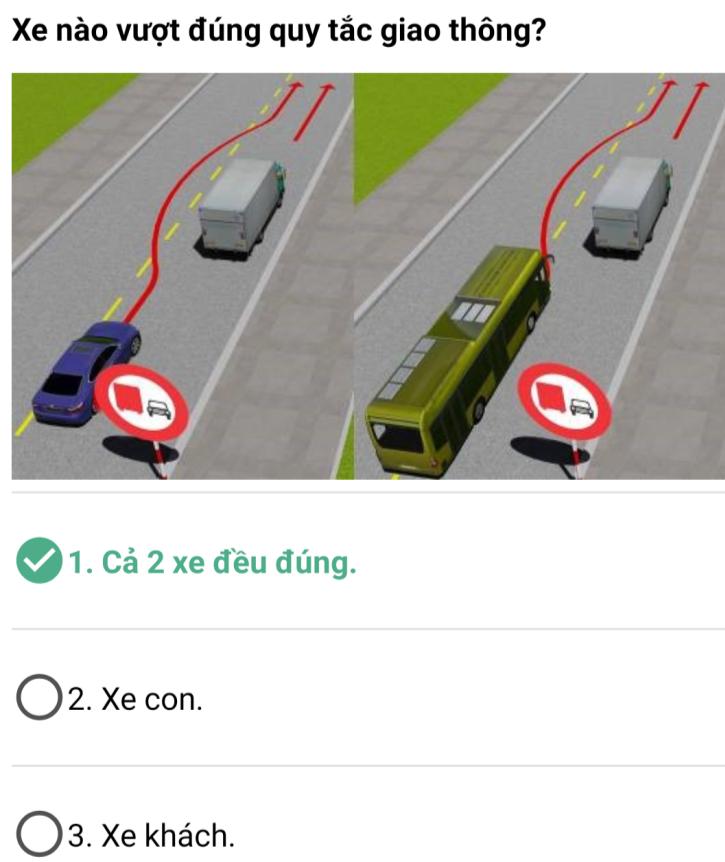 Xe nào vượt đúng quy tắc giao thông?
1. Cả 2 xe đều đúng.
2. Xe con.
3. Xe khách.